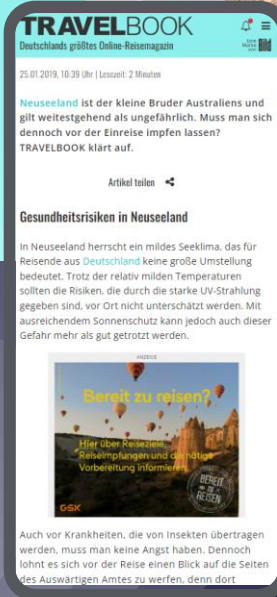 TRAVELBOOK
Deutschlands größtes Online-Reisemagazin
25.01.2019, 10:39 Uhr | Lesezeit: 2 Minuten
Neuseeland ist der kleine Bruder Australiens und
gilt weitestgehend als ungefährlich. Muss man sich
dennoch vor der Einreise impfen lassen?
TRAVELBOOK klärt auf.
Artikel teilen
Gesundheitsrisiken in Neuseeland
In Neuseeland herrscht ein mildes Seeklima, das für
Reisende aus Deutschland keine große Umstellung
bedeutet. Trotz der relativ milden Temperaturen
sollten die Risiken, die durch die starke UV-Strahlung
gegeben sind, vor Ort nicht unterschätzt werden. Mit
ausreichendem Sonnenschutz kann jedoch auch dieser
Gefahr mehr als gut getrotzt werden.
ANZEIGE
Bereit zu reisen?
Hier über Reiseziele,
Reiseimpfungen und die nötige
Vorbereitung informieren.
BEREIT
ZU
REISEN
GSK
Auch vor Krankheiten, die von Insekten übertragen
werden, muss man keine Angst haben. Dennoch
lohnt es sich vor der Reise einen Blick auf die Seiten
des Auswärtigen Amtes zu werfen, denn dort